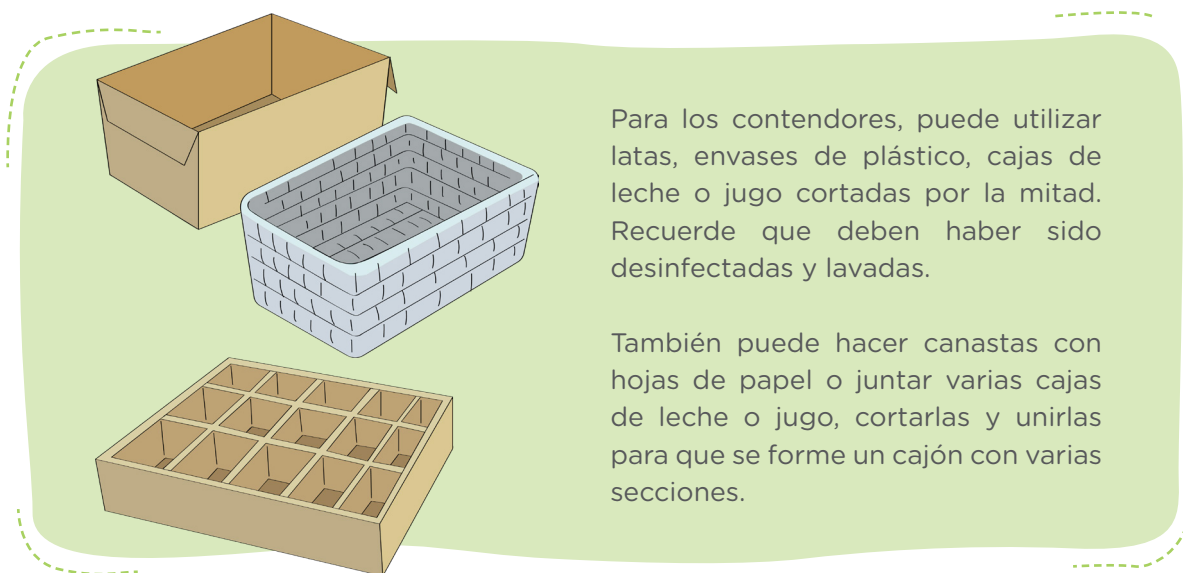 Para los contendores, puede utilizar
latas, envases de plástico, cajas de
leche o jugo cortadas por la mitad.
Recuerde que deben haber sido
desinfectadas y lavadas.
También puede hacer canastas con
hojas de papel o juntar varias cajas
de leche o jugo, cortarlas y unirlas
para que se forme un cajón con varias
secciones.